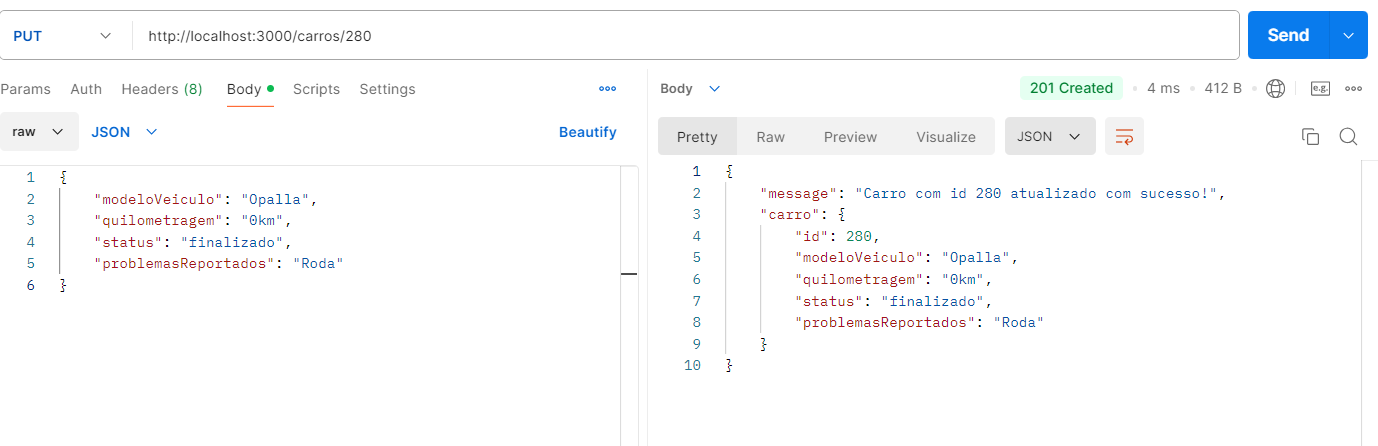 PUT http://localhost:3000/carros/280 Send
Params Auth Headers (8) Body Scripts Settings
raw JSON Beautify
1 {
2 "modeloVeiculo": "Opalla",
3 "quilometragem": "0km",
4 "status": "finalizado",
5 "problemasReportados": "Roda"
6 }
Body 201 Created 4 ms 412 B e.g.
Pretty Raw Preview Visualize JSON
1 {
2 "message": "Carro com id 280 atualizado com sucesso!",
3 "carro": {
4 "id": 280,
5 "modeloVeiculo": "Opalla",
6 "quilometragem": "0km",
7 "status": "finalizado",
8 "problemasReportados": "Roda"
9 }
10 }